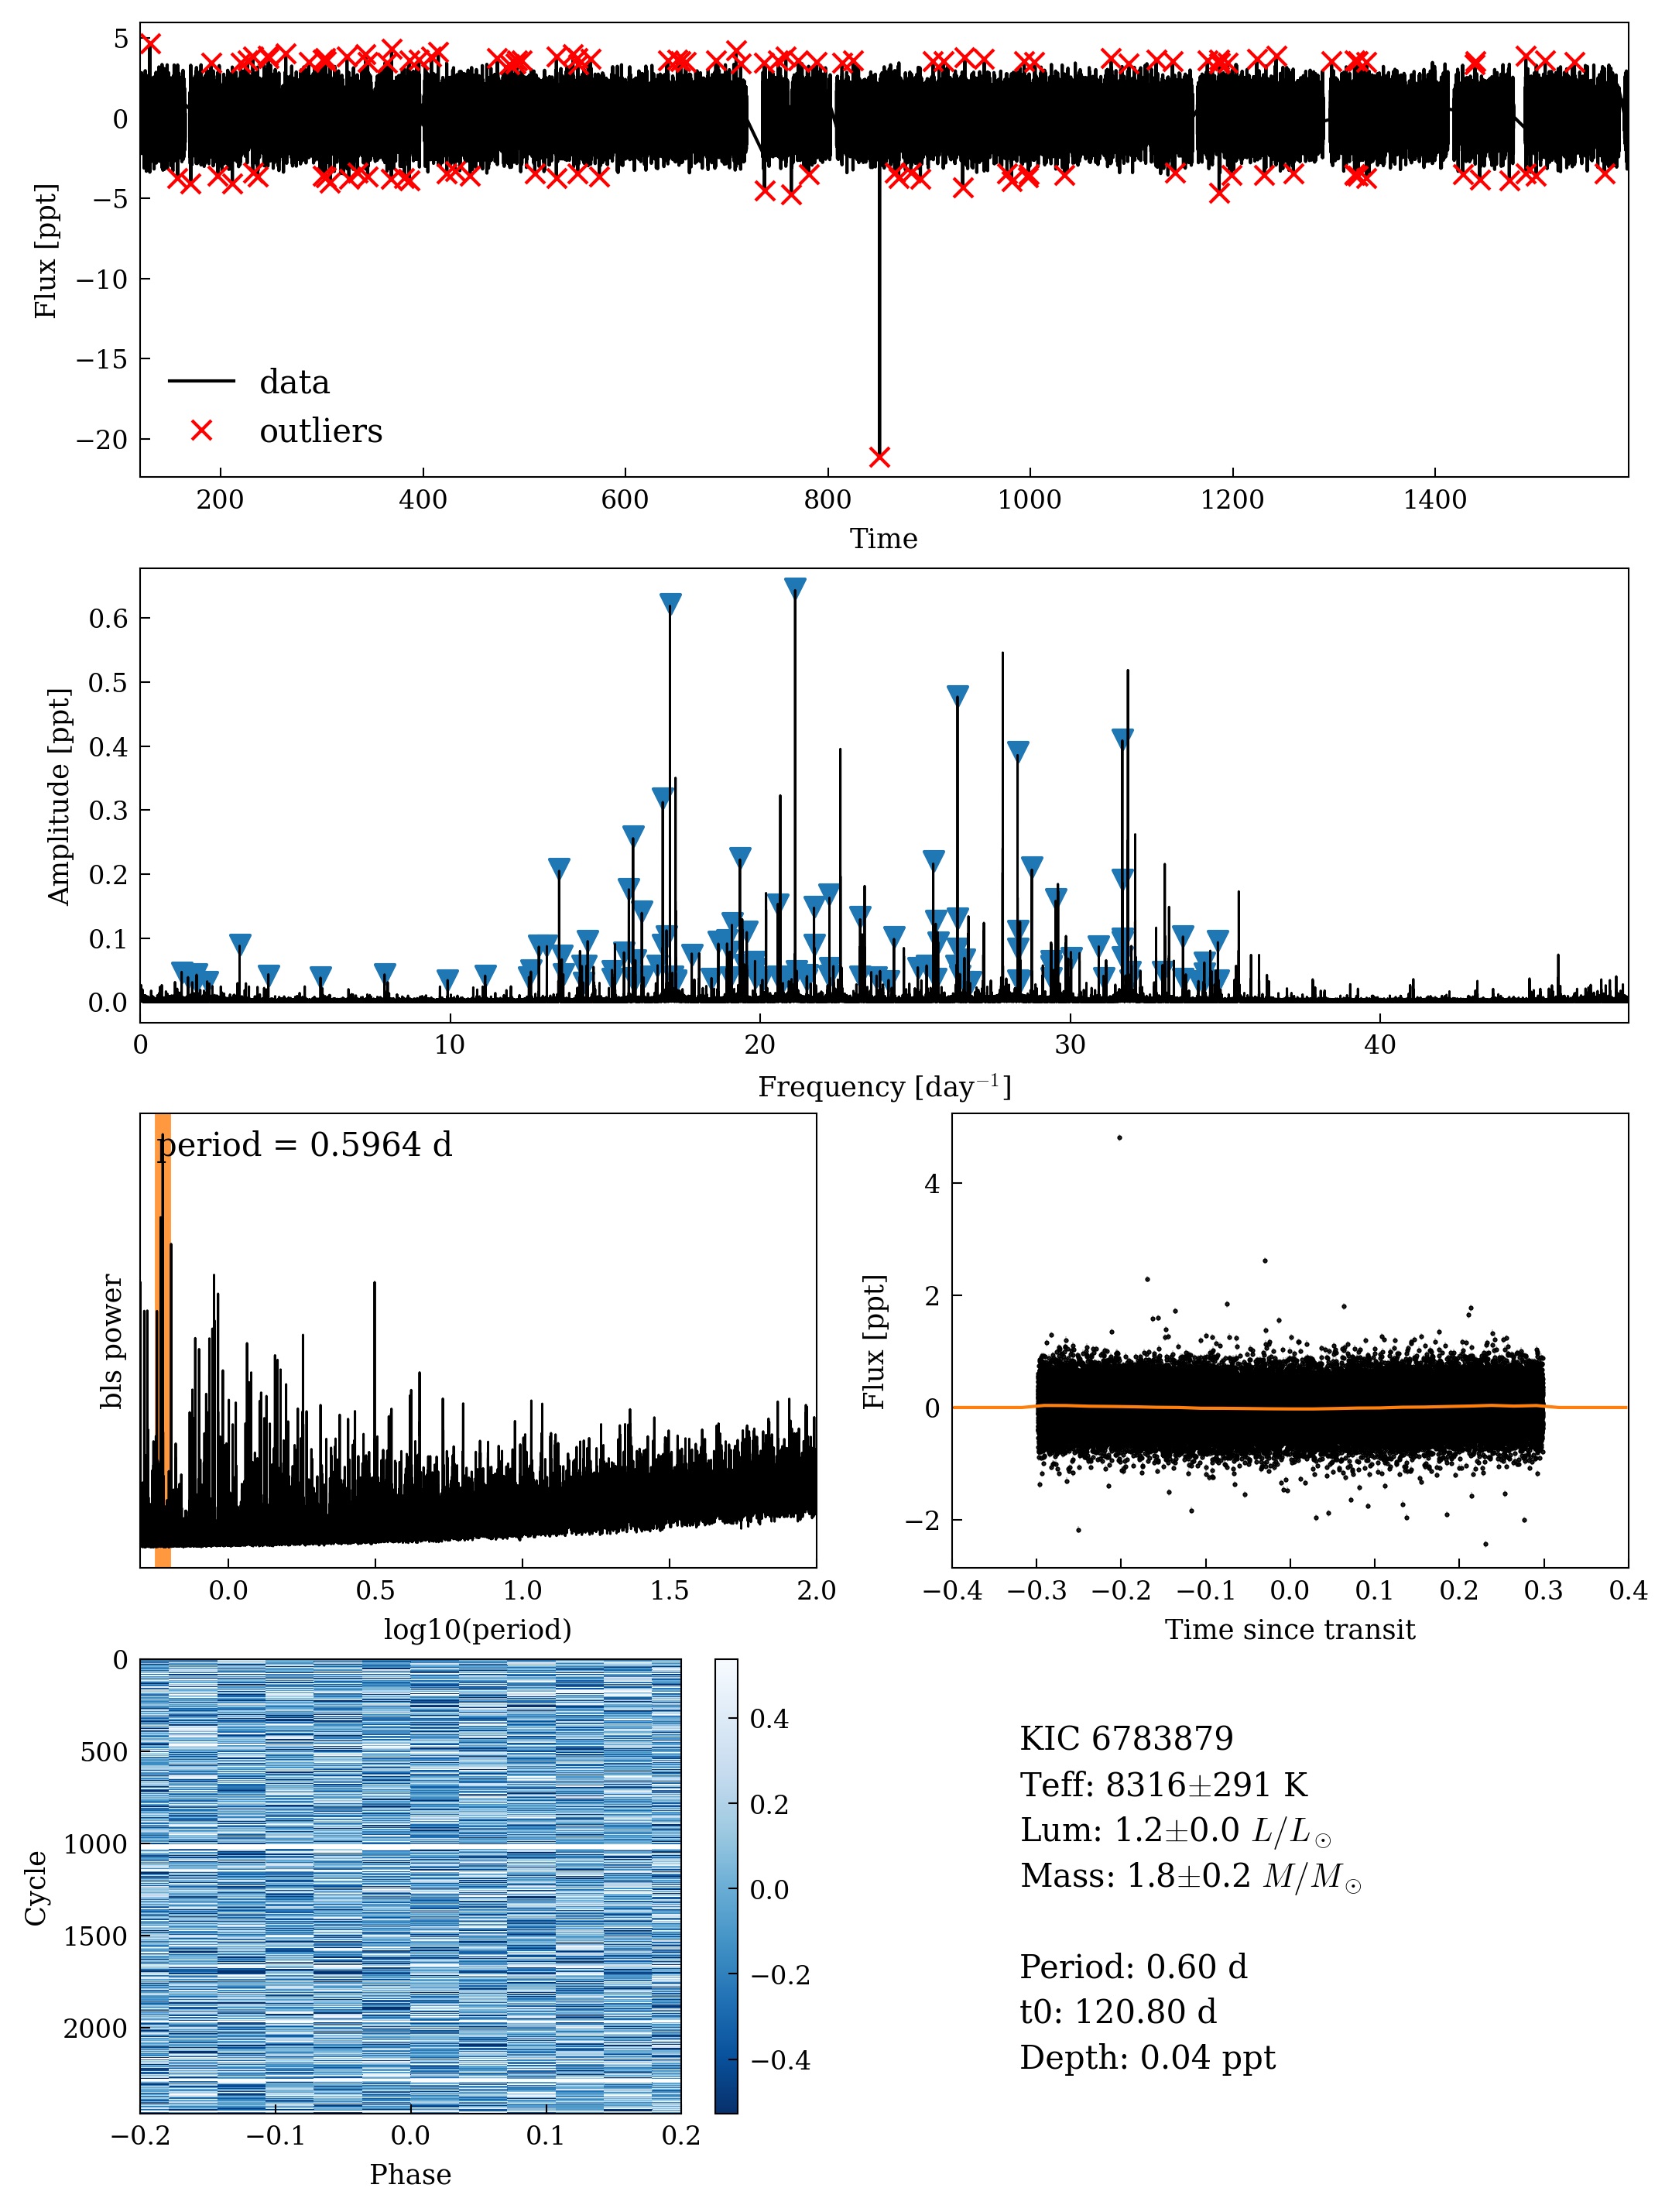 5
0
−5
−10
−15
−20
Flux [ppt]
data
outliers
200 400 600 800 1000 1200 1400
Time
0.6
0.5
0.4
0.3
0.2
0.1
0.0
Amplitude [ppt]
0 10 20 30 40
Frequency [day⁻¹]
period = 0.5964 d
bls power
0.0 0.5 1.0 1.5 2.0
log10(period)
4
2
0
−2
Flux [ppt]
−0.4 −0.3 −0.2 −0.1 0.0 0.1 0.2 0.3 0.4
Time since transit
0
500
1000
1500
2000
Cycle
−0.2 −0.1 0.0 0.1 0.2
Phase
0.4
0.2
0.0
−0.2
−0.4
KIC 6783879
Teff: 8316±291 K
Lum: 1.2±0.0 L/L⊙
Mass: 1.8±0.2 M/M⊙
Period: 0.60 d
t0: 120.80 d
Depth: 0.04 ppt